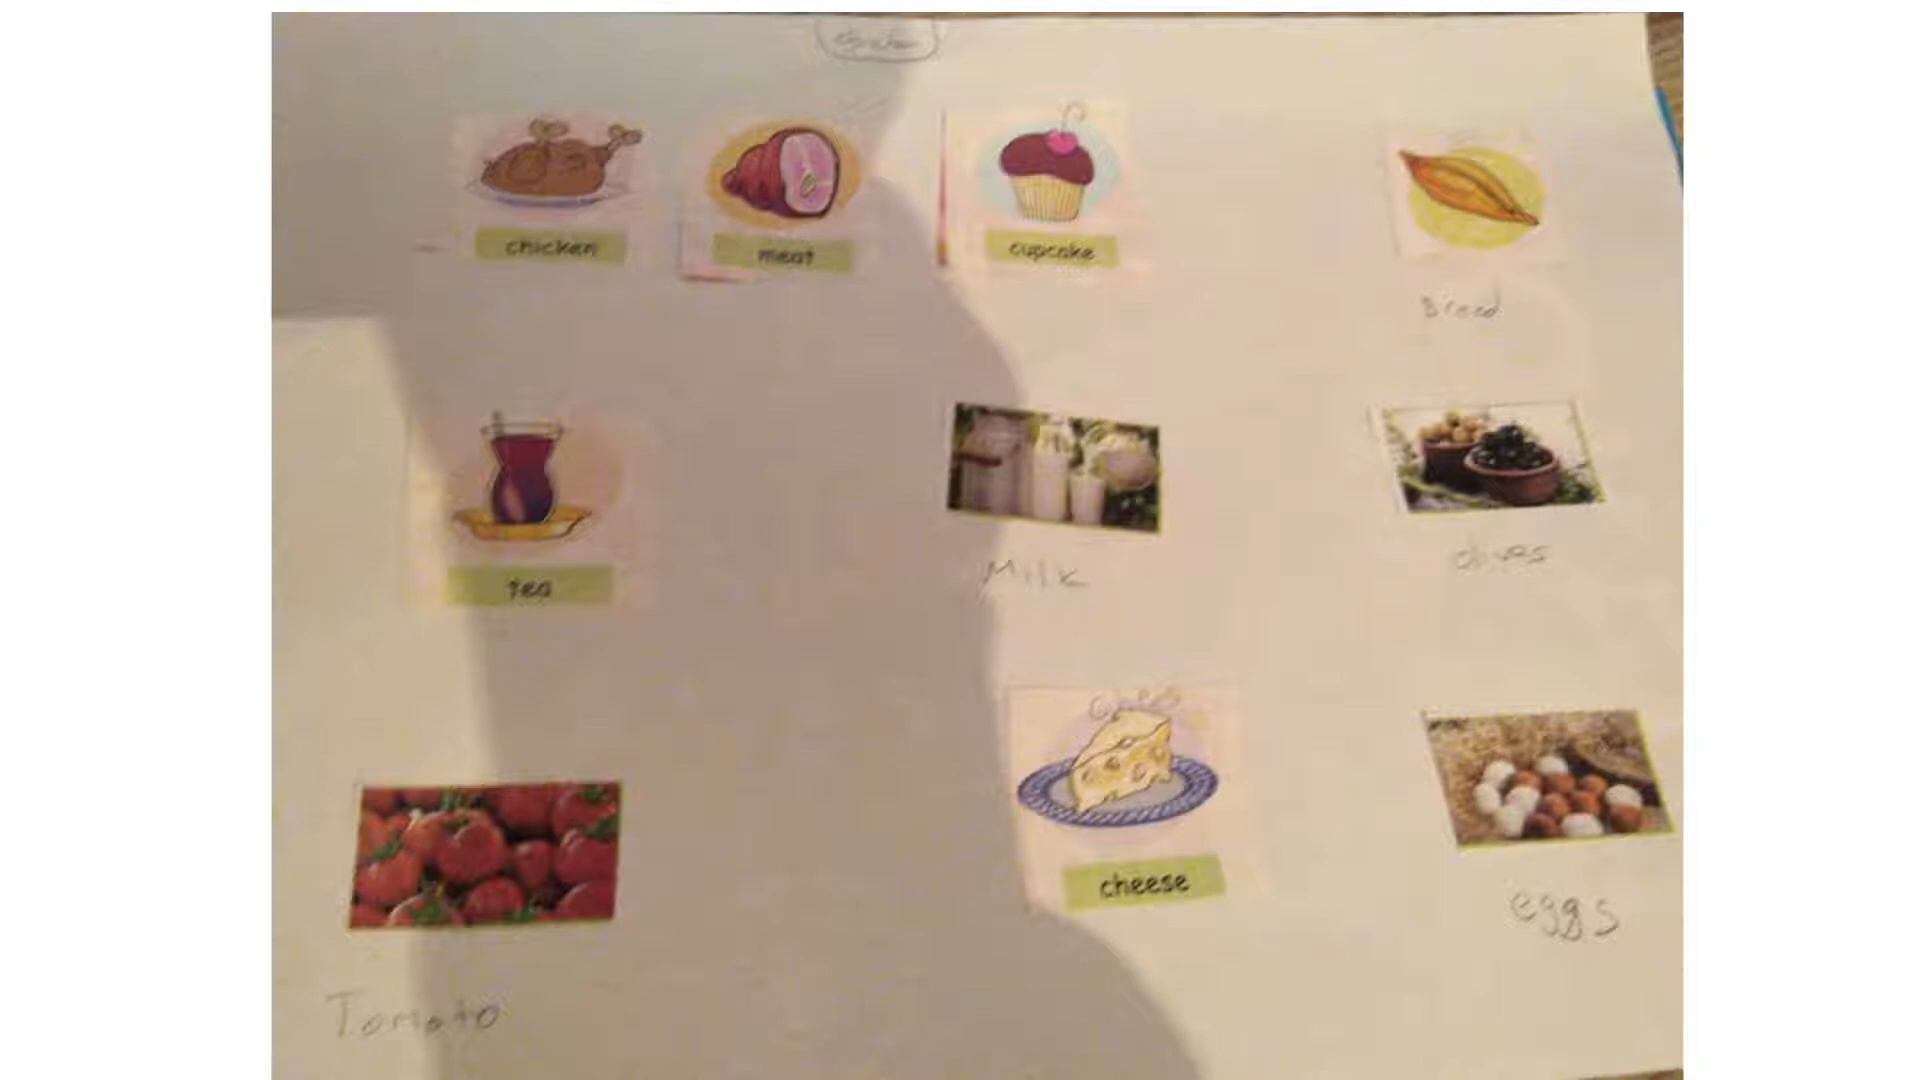 chicken
meat
cupcake
Bread
tea
Milk
olives
cheese
eggs
Tomato